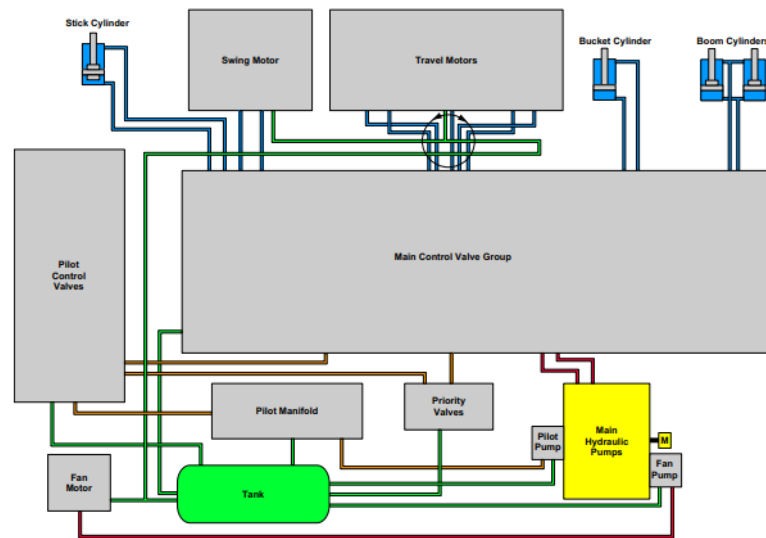 Stick Cylinder
Swing Motor
Travel Motors
Bucket Cylinder
Boom Cylinders
Pilot
Control
Valves
Main Control Valve Group
Pilot Manifold
Priority
Valves
Pilot
Pump
Main
Hydraulic
Pumps
M
Fan
Motor
Tank
Fan
Pump